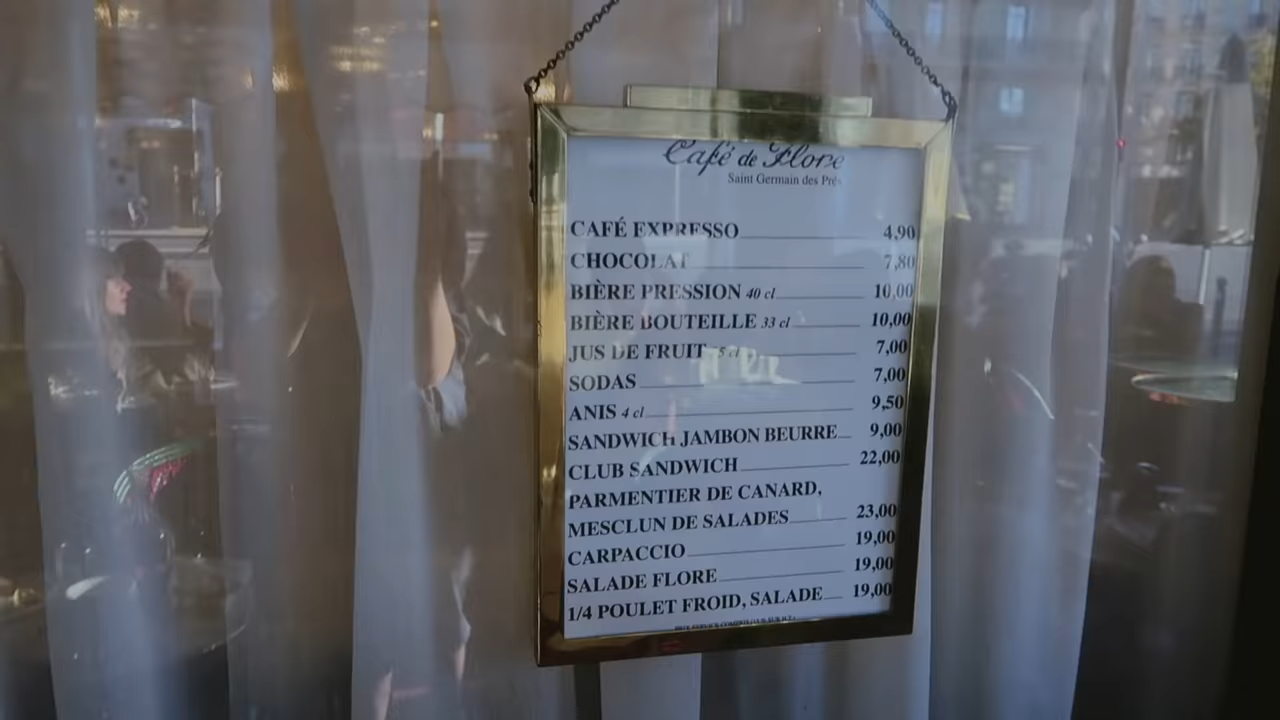 Café de Flore
Saint Germain des Prés
CAFÉ EXPRESSO 4,90
CHOCOLAT 7,80
BIÈRE PRESSION 40 cl 10,00
BIÈRE BOUTEILLE 33 cl 10,00
JUS DE FRUIT cl 7,00
SODAS 7,00
ANIS 4 cl 9,50
SANDWICH JAMBON BEURRE 9,00
CLUB SANDWICH 22,00
PARMENTIER DE CANARD,
MESCLUN DE SALADES 23,00
CARPACCIO 19,00
SALADE FLORE 19,00
1/4 POULET FROID, SALADE 19,00